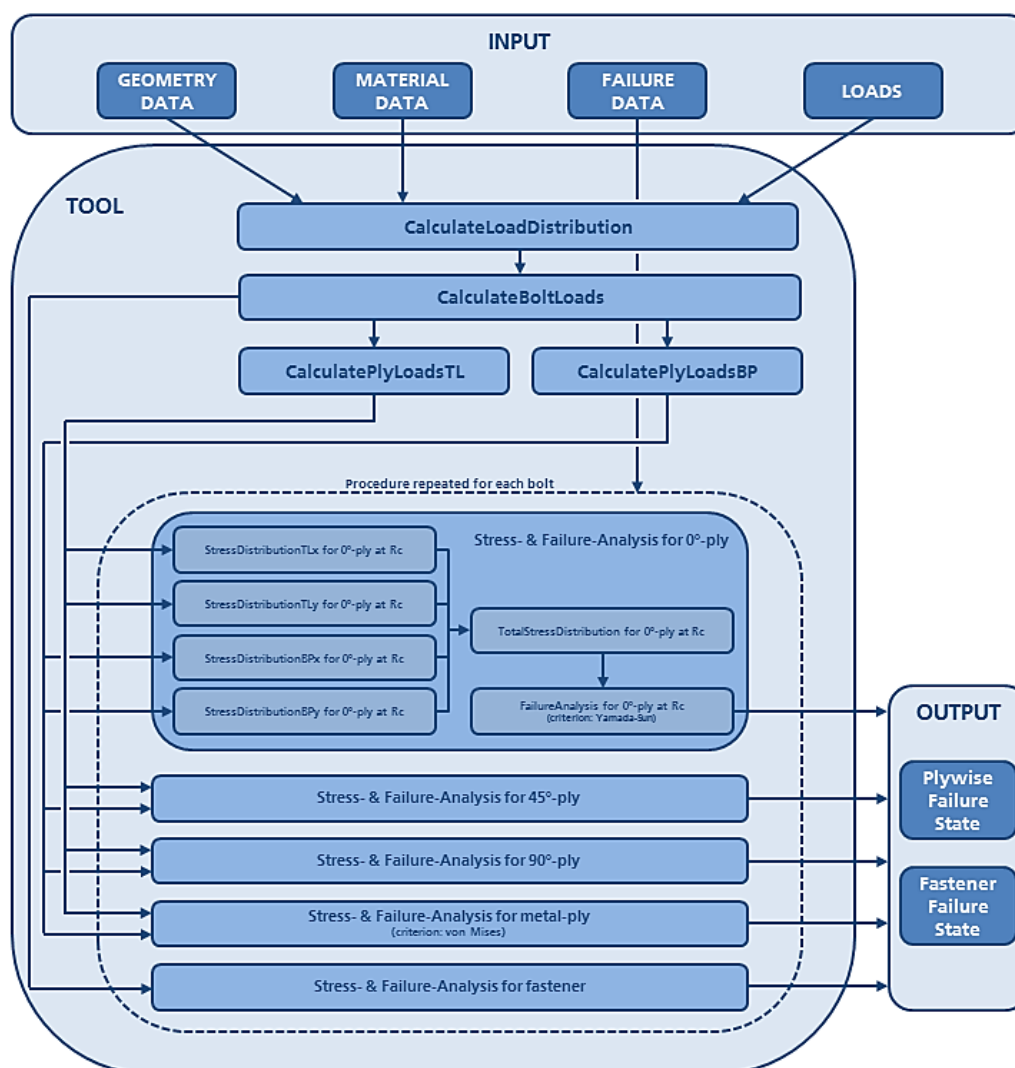 INPUT
GEOMETRY
DATA
MATERIAL
DATA
FAILURE
DATA
LOADS
TOOL
CalculateLoadDistribution
CalculateBoltLoads
CalculatePlyLoadsTL
CalculatePlyLoadsBP
Procedure repeated for each bolt
Stress- & Failure-Analysis for 0°-ply
StressDistributionTLx for 0°-ply at Rc
StressDistributionTLy for 0°-ply at Rc
StressDistributionBPx for 0°-ply at Rc
StressDistributionBPy for 0°-ply at Rc
TotalStressDistribution for 0°-ply at Rc
FailureAnalysis for 0°-ply at Rc
(criterion: Yamada-Sun)
Stress- & Failure-Analysis for 45°-ply
Stress- & Failure-Analysis for 90°-ply
Stress- & Failure-Analysis for metal-ply
(criterion: von Mises)
Stress- & Failure-Analysis for fastener
OUTPUT
Plywise
Failure
State
Fastener
Failure
State